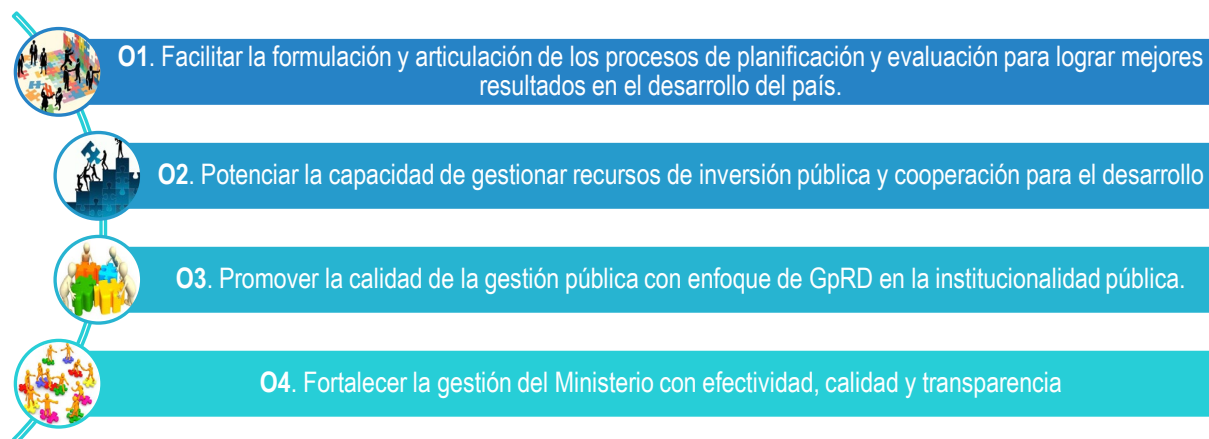 O1. Facilitar la formulación y articulación de los procesos de planificación y evaluación para lograr mejores
resultados en el desarrollo del país.
O2. Potenciar la capacidad de gestionar recursos de inversión pública y cooperación para el desarrollo
O3. Promover la calidad de la gestión pública con enfoque de GpRD en la institucionalidad pública.
O4. Fortalecer la gestión del Ministerio con efectividad, calidad y transparencia